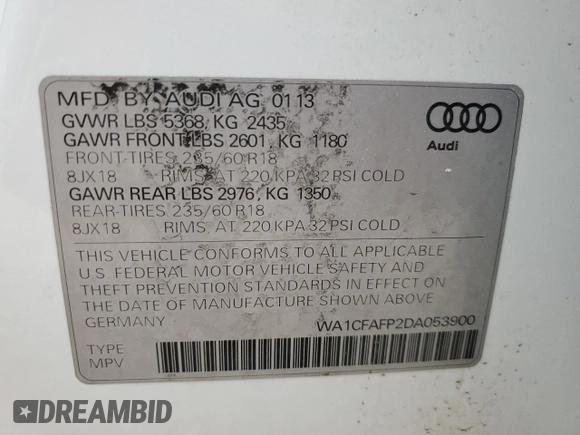 MFD BY AUDI AG 01 13
GVWR LBS 5368, KG 2435
GAWR FRONT LBS 2601, KG 1180
FRONT-TIRES 235/60 R18
8JX18 RIMS, AT 220 KPA 32 PSI COLD
GAWR REAR LBS 2976, KG 1350
REAR-TIRES 235/60 R18
8JX18 RIMS, AT 220 KPA 32 PSI COLD
Audi
THIS VEHICLE CONFORMS TO ALL APPLICABLE
U.S. FEDERAL MOTOR VEHICLE SAFETY AND
THEFT PREVENTION STANDARDS IN EFFECT ON
THE DATE OF MANUFACTURE SHOWN ABOVE
GERMANY
WA1CFAFP2DA053900
TYPE
MPV
DREAMBID